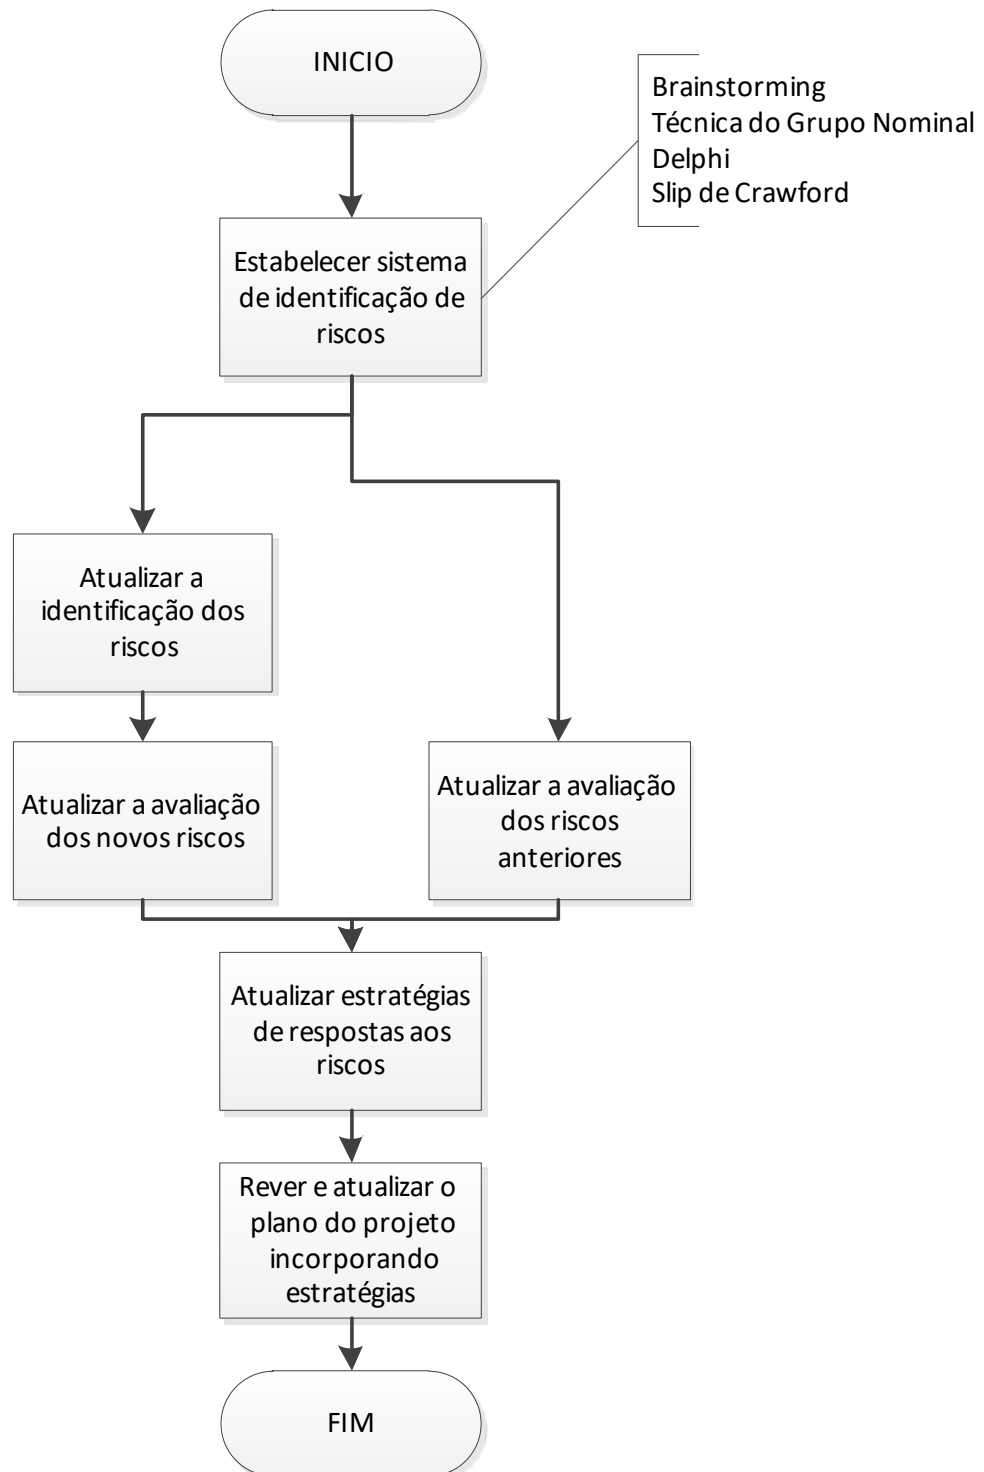 INICIO
Brainstorming
Técnica do Grupo Nominal
Delphi
Slip de Crawford
Estabelecer sistema
de identificação de
riscos
Atualizar a
identificação dos
riscos
Atualizar a avaliação
dos novos riscos
Atualizar a avaliação
dos riscos
anteriores
Atualizar estratégias
de respostas aos
riscos
Rever e atualizar o
plano do projeto
incorporando
estratégias
FIM